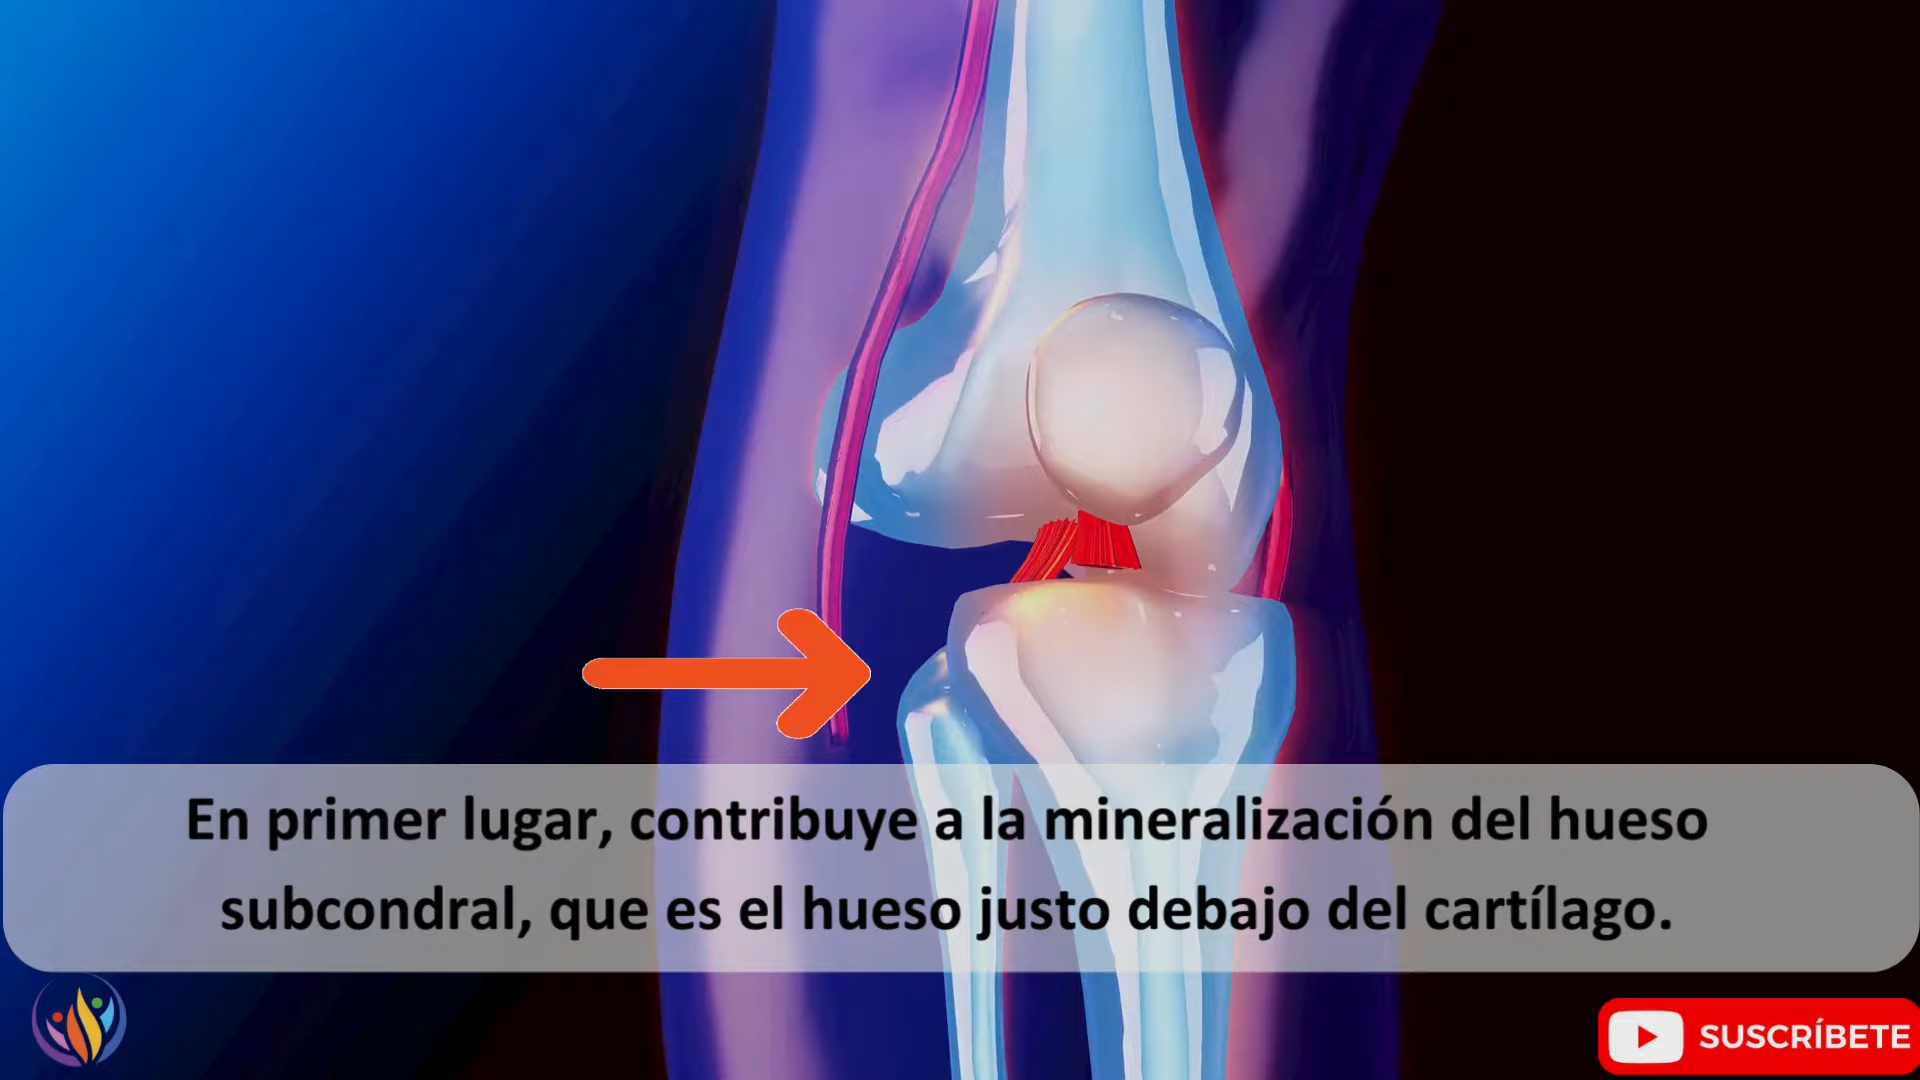 En primer lugar, contribuye a la mineralización del hueso
subcondral, que es el hueso justo debajo del cartílago.
SUSCRÍBETE